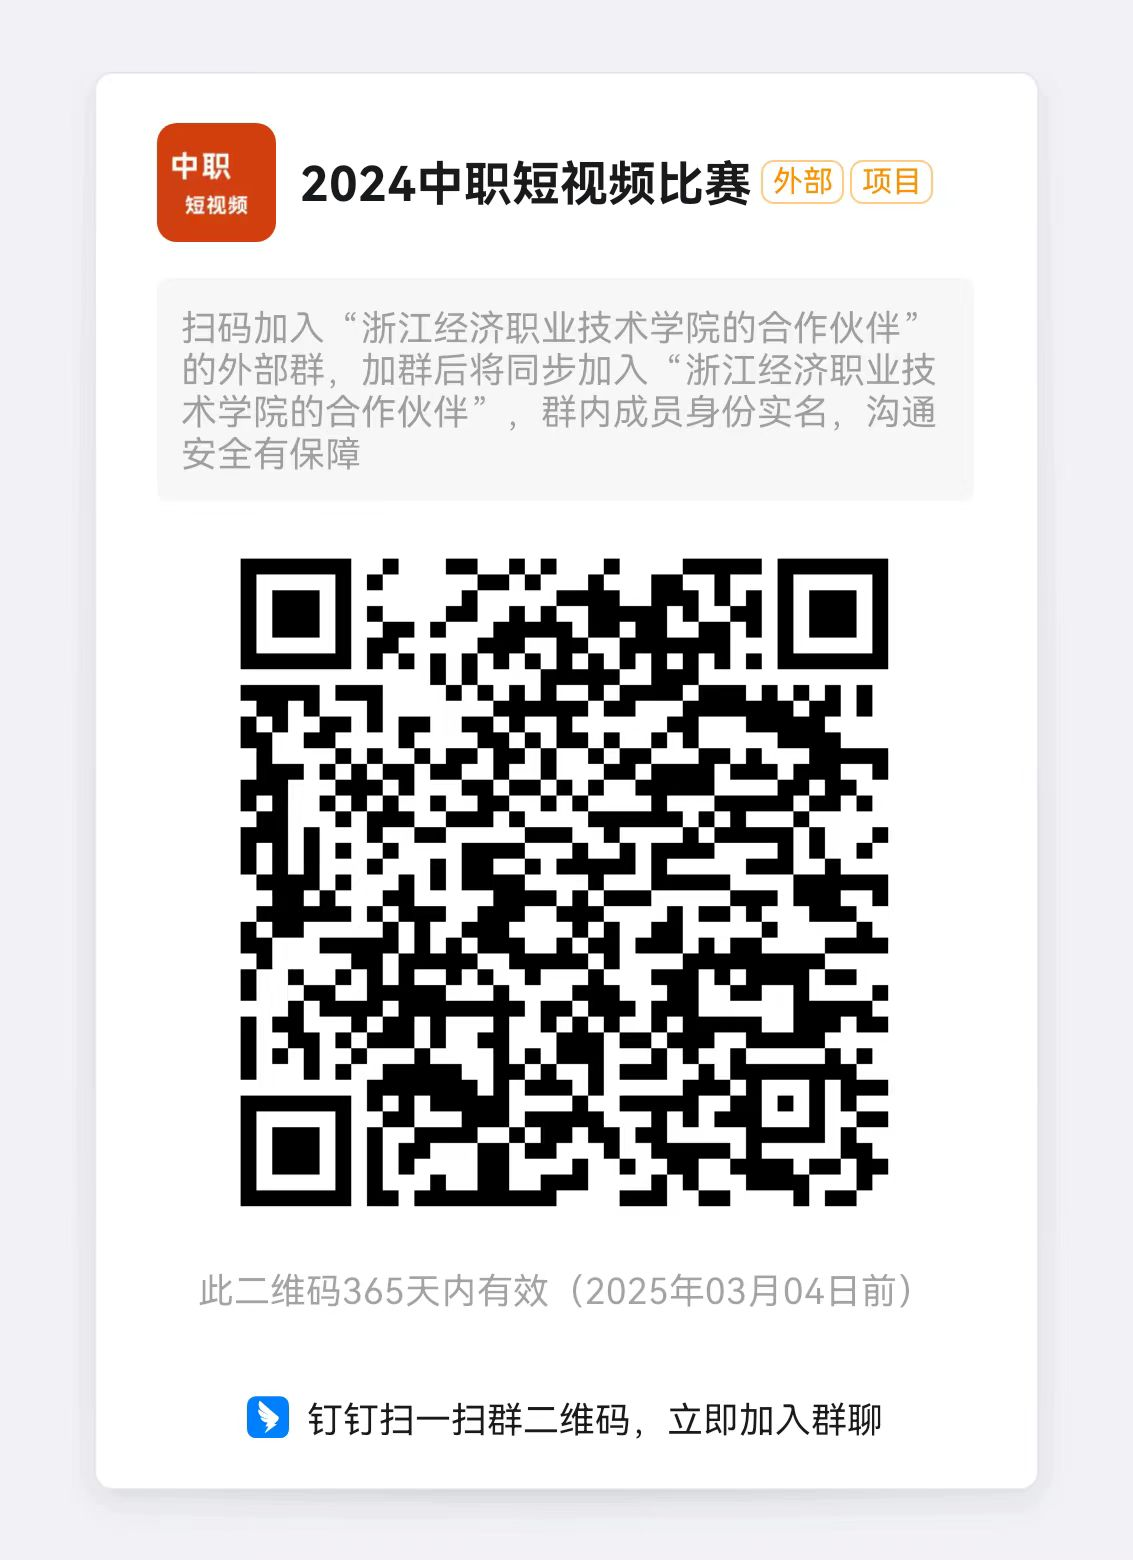 中职
短视频
2024中职短视频比赛 外部 项目
扫码加入“浙江经济职业技术学院的合作伙伴”
的外部群，加群后将同步加入“浙江经济职业技
术学院的合作伙伴”，群内成员身份实名，沟通
安全有保障
此二维码365天内有效（2025年03月04日前）
钉钉扫一扫群二维码，立即加入群聊